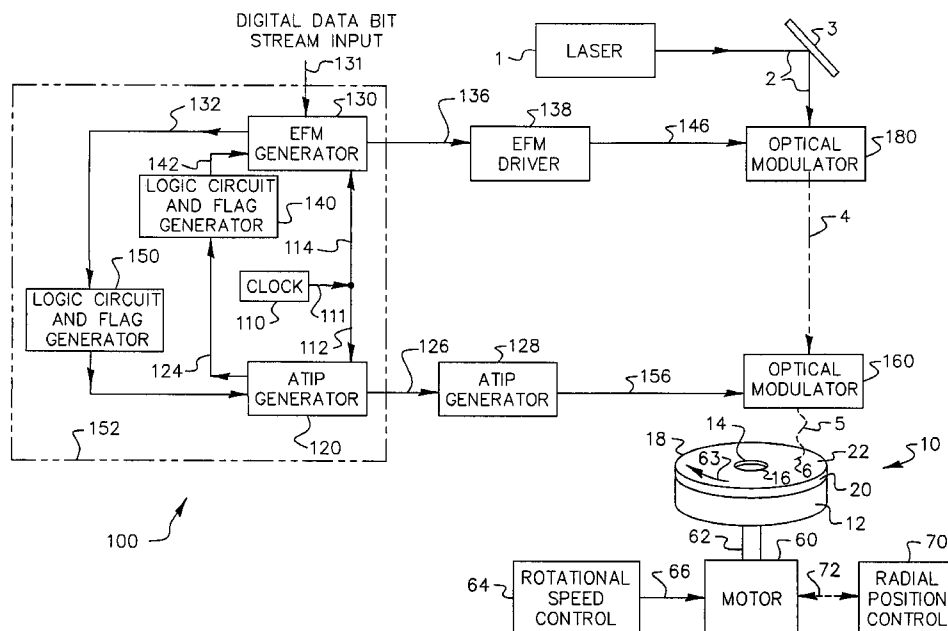 DIGITAL DATA BIT
STREAM INPUT
131
1
LASER
3
2
132
130
EFM
GENERATOR
136
138
EFM
DRIVER
146
OPTICAL
MODULATOR
180
142
LOGIC CIRCUIT
AND FLAG
GENERATOR
140
114
4
150
LOGIC CIRCUIT
AND FLAG
GENERATOR
CLOCK
110
111
112
124
ATIP
GENERATOR
120
126
128
ATIP
GENERATOR
156
OPTICAL
MODULATOR
160
152
5
14
18
63
16
6
22
10
20
12
100
62
60
70
64
ROTATIONAL
SPEED
CONTROL
66
MOTOR
72
RADIAL
POSITION
CONTROL